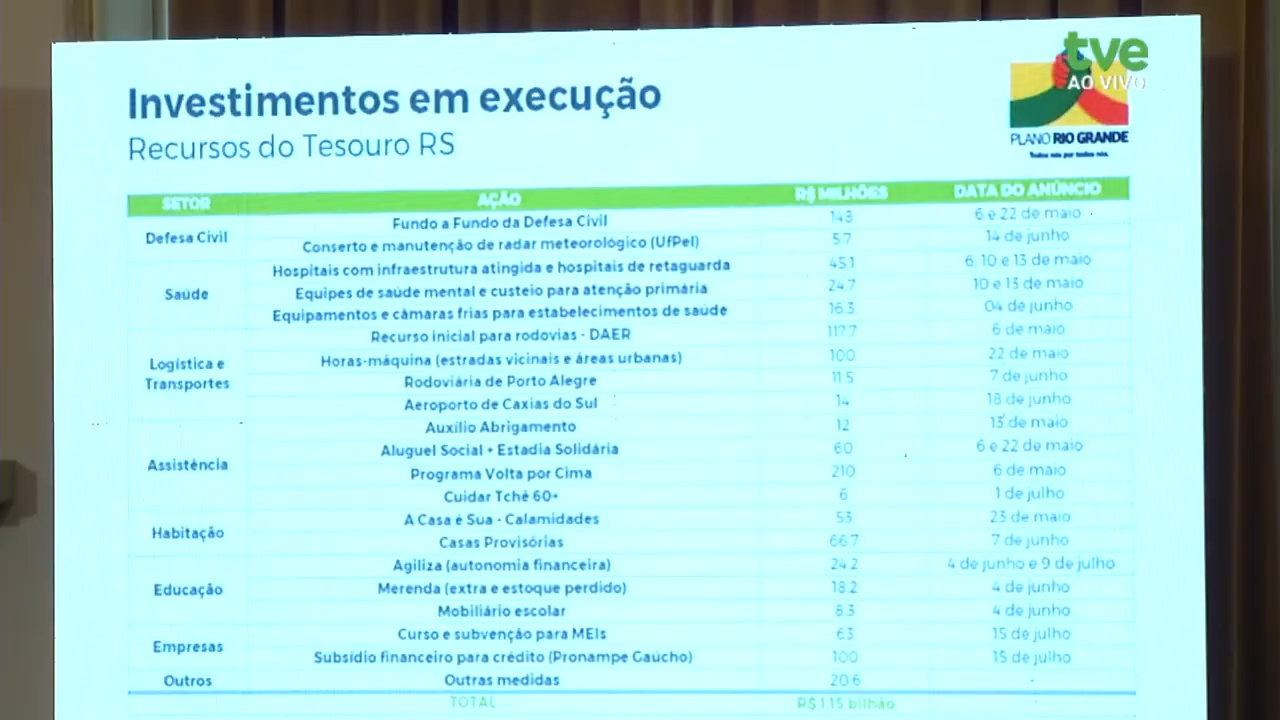 tve
AO VIVO
Investimentos em execução
Recursos do Tesouro RS
PLANO RIO GRANDE
Todos nós por todos nós.
SETOR AÇÃO R$ MILHÕES DATA DO ANÚNCIO
Defesa Civil
Fundo a Fundo da Defesa Civil 143 6 e 22 de maio
Conserto e manutenção de radar meteorológico (UfPel) 5.7 14 de junho
Saúde
Hospitais com infraestrutura atingida e hospitais de retaguarda 45.1 6, 10 e 13 de maio
Equipes de saúde mental e custeio para atenção primária 24.7 10 e 13 de maio
Equipamentos e câmaras frias para estabelecimentos de saúde 16.3 04 de junho
Logística e
Transportes
Recurso inicial para rodovias - DAER 117.7 6 de maio
Horas-máquina (estradas vicinais e áreas urbanas) 100 22 de maio
Rodoviária de Porto Alegre 11.5 7 de junho
Aeroporto de Caxias do Sul 14 18 de junho
Assistência
Auxílio Abrigamento 12 13 de maio
Aluguel Social + Estadia Solidária 60 6 e 22 de maio
Programa Volta por Cima 210 6 de maio
Cuidar Tchê 60+ 6 1 de julho
Habitação
A Casa é Sua - Calamidades 53 23 de maio
Casas Provisórias 66.7 7 de junho
Educação
Agiliza (autonomia financeira) 24.2 4 de junho e 9 de julho
Merenda (extra e estoque perdido) 18.2 4 de junho
Mobiliário escolar 8.3 4 de junho
Empresas
Curso e subvenção para MEIs 63 15 de julho
Subsídio financeiro para crédito (Pronampe Gaúcho) 100 15 de julho
Outros Outras medidas 20.6 -
TOTAL R$ 1.15 bilhão